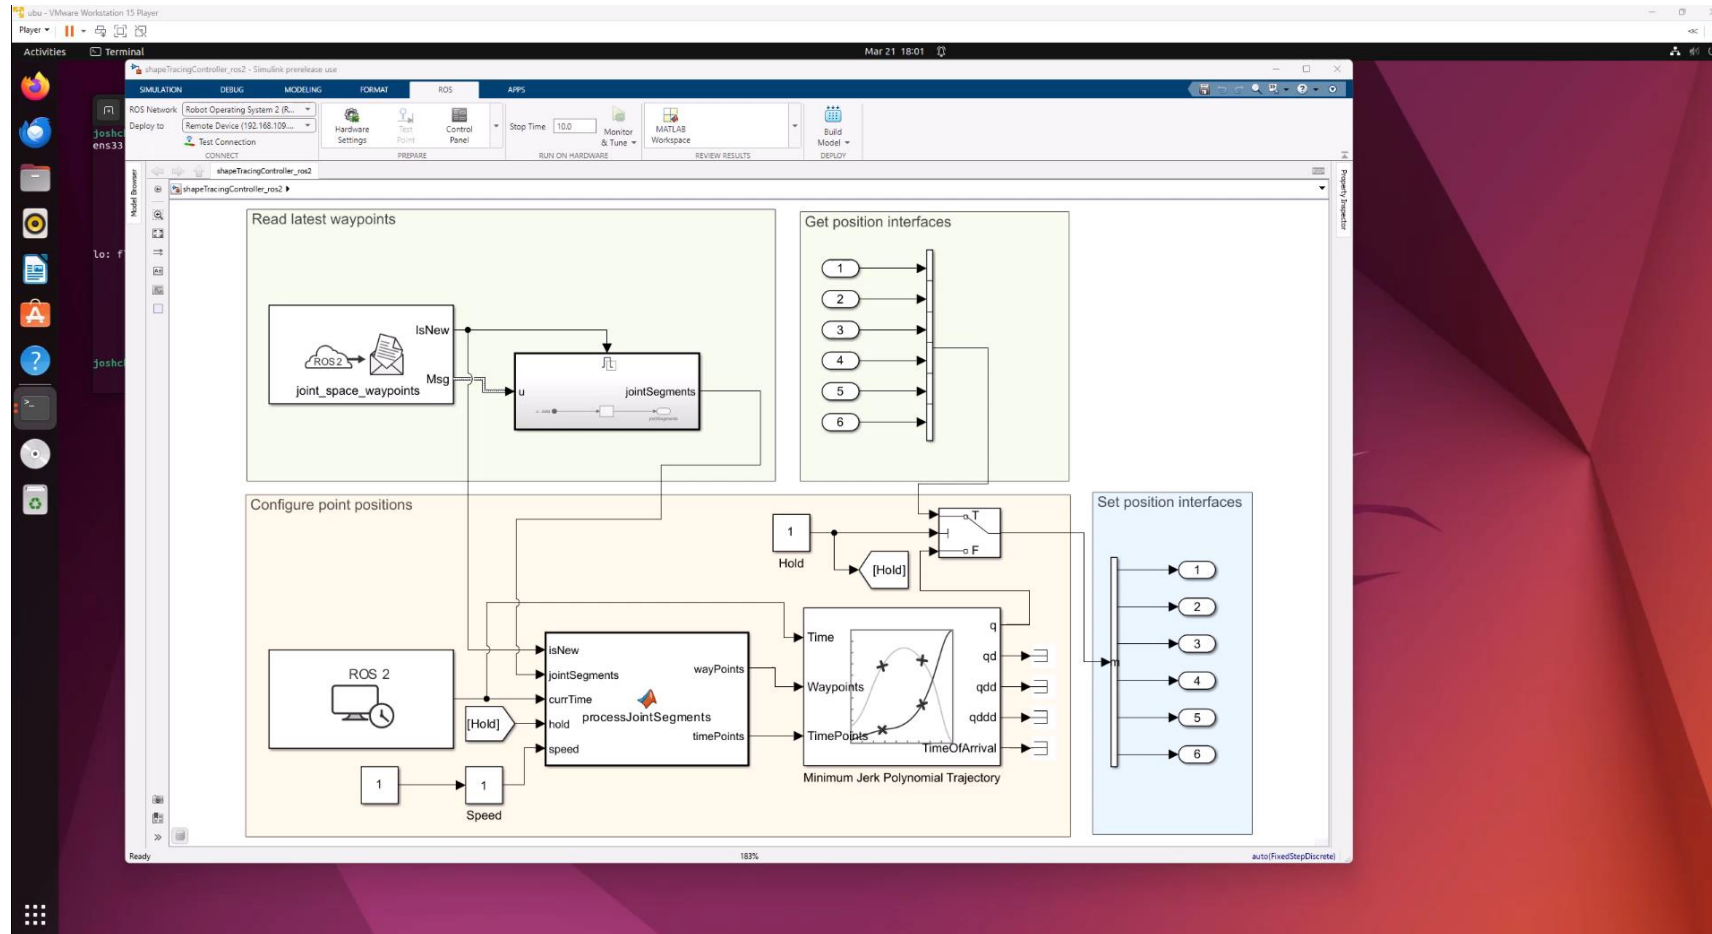 ubu - VMware Workstation 15 Player
Player
Activities
Terminal
Mar 21 18:01
shapeTracingController_ros2 - Simulink prerelease use
SIMULATION DEBUG MODELING FORMAT ROS APPS
ROS Network Robot Operating System 2 (R...
Deploy to Remote Device (192.168.109....
Test Connection
CONNECT
Hardware Settings
Test Point
Control Panel
PREPARE
Stop Time 10.0
Monitor & Tune
RUN ON HARDWARE
MATLAB Workspace
REVIEW RESULTS
Build Model
DEPLOY
joshc
ens33
lo: f
joshc
Model Browser
Property Inspector
shapeTracingController_ros2
shapeTracingController_ros2
Read latest waypoints
ROS 2
joint_space_waypoints
IsNew
Msg
u
jointSegments
Get position interfaces
1
2
3
4
5
6
Configure point positions
1
Hold
[Hold]
T
F
ROS 2
[Hold]
1
1
Speed
isNew
jointSegments
currTime
hold
speed
processJointSegments
wayPoints
timePoints
Time
Waypoints
TimePoints
q
qd
qdd
qddd
TimeOfArrival
Minimum Jerk Polynomial Trajectory
Set position interfaces
m
1
2
3
4
5
6
Ready
183%
auto(FixedStepDiscrete)